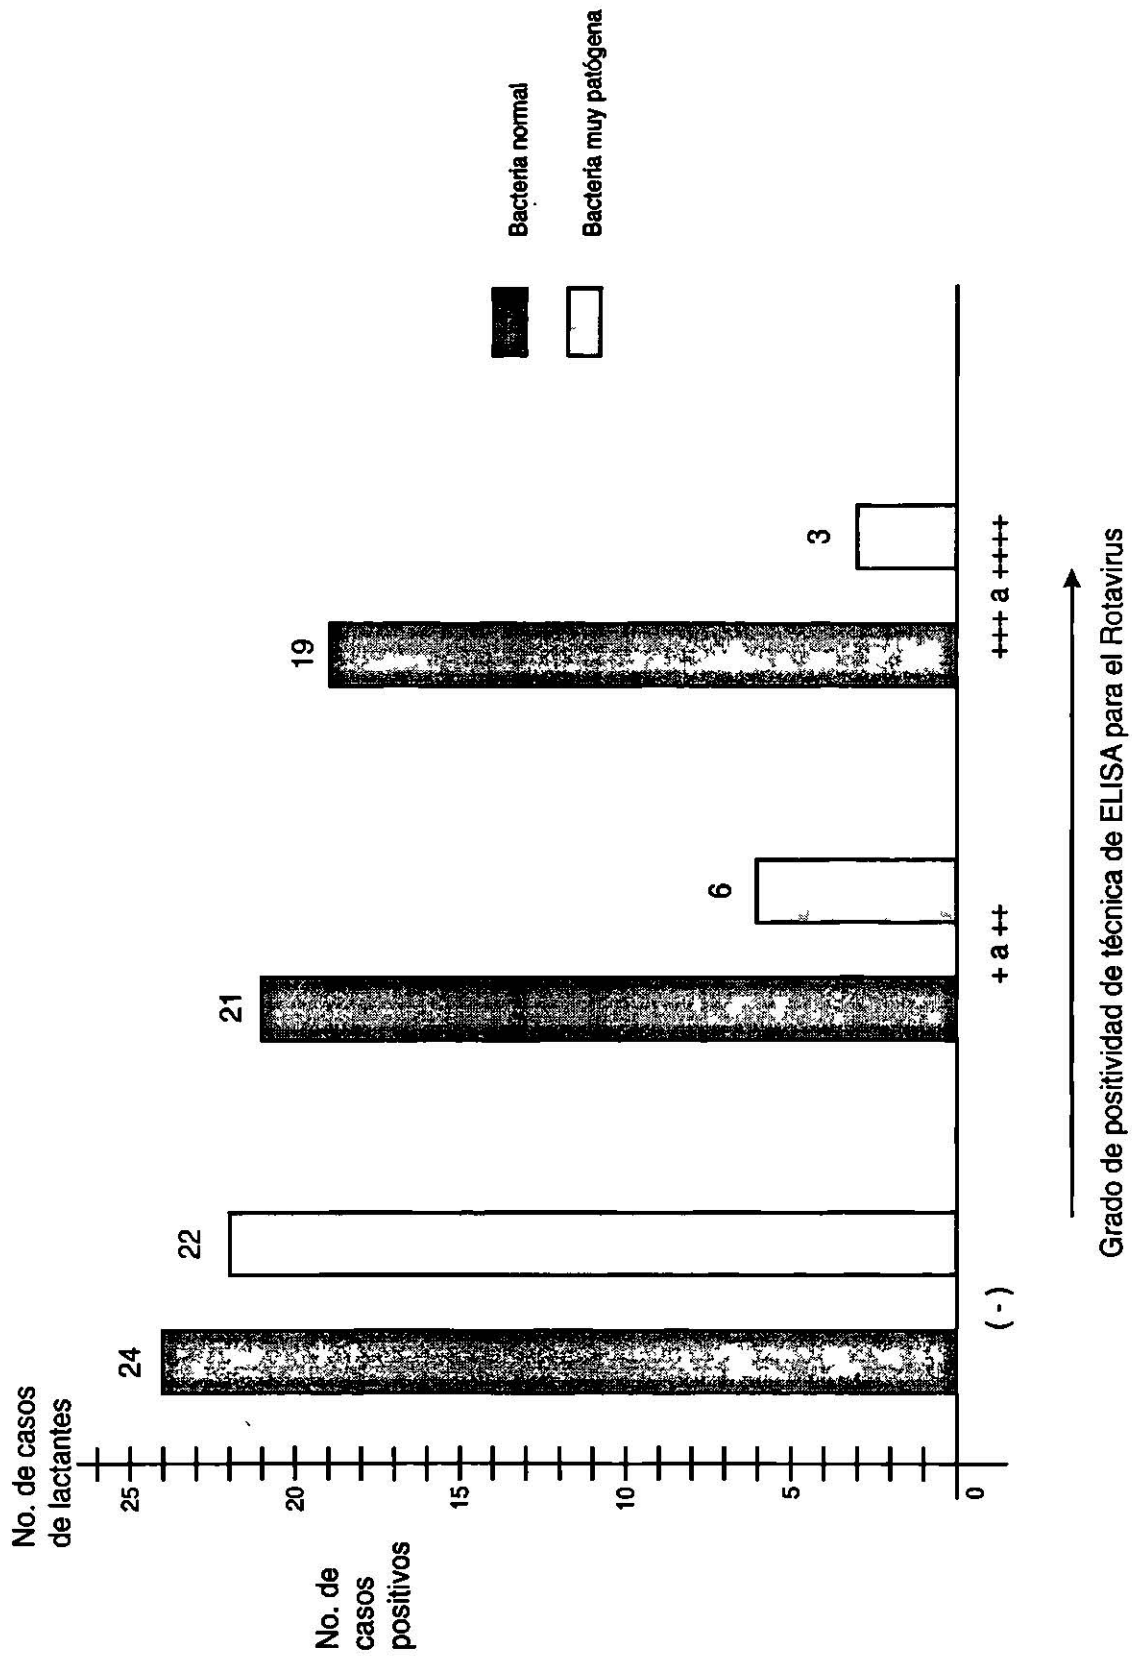 No. de casos
de lactantes
No. de
casos
positivos
25
20
15
10
5
0
24
22
21
6
19
3
(-)
+ a ++
+++ a ++++
Grado de positividad de técnica de ELISA para el Rotavirus
Bacteria normal
Bacteria muy patógena